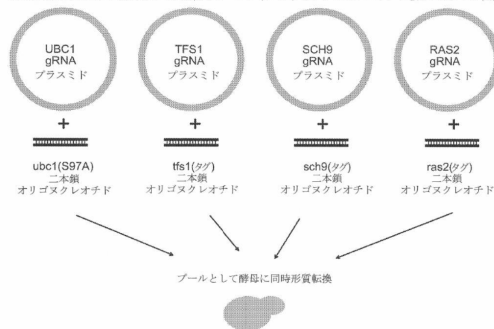 UBC1
gRNA
プラスミド
TFS1
gRNA
プラスミド
SCH9
gRNA
プラスミド
RAS2
gRNA
プラスミド
+
+
+
+
ubc1(S97A)
二本鎖
オリゴヌクレオチド
tfs1(タグ)
二本鎖
オリゴヌクレオチド
sch9(タグ)
二本鎖
オリゴヌクレオチド
ras2(タグ)
二本鎖
オリゴヌクレオチド
プールとして酵母に同時形質転換